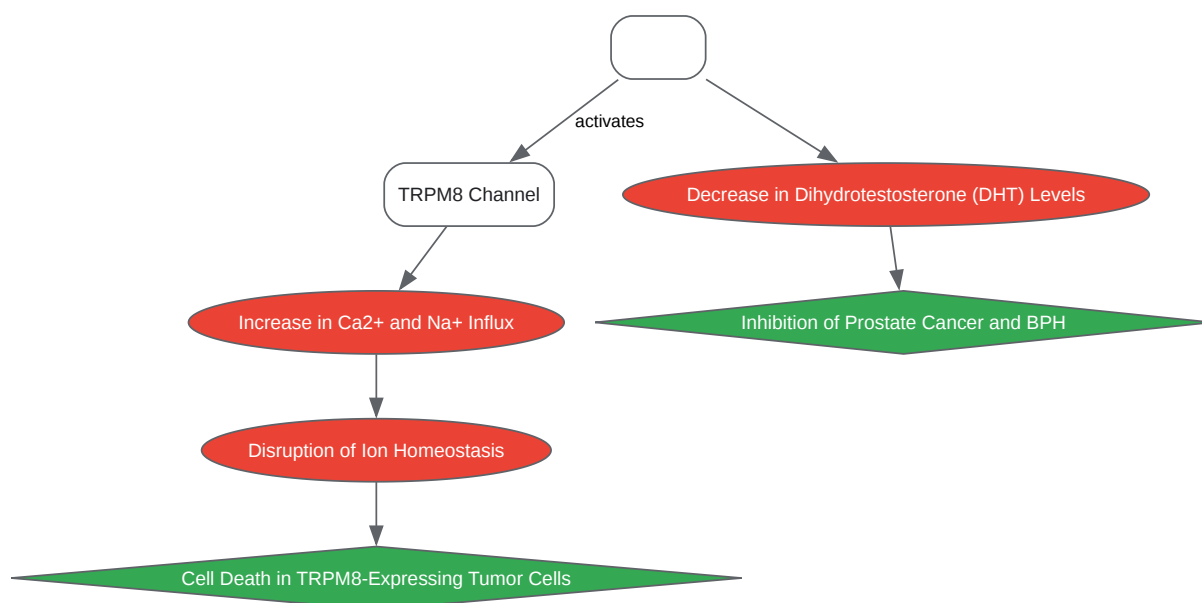 activates
TRPM8 Channel
Decrease in Dihydrotestosterone (DHT) Levels
Increase in Ca2+ and Na+ Influx
Inhibition of Prostate Cancer and BPH
Disruption of Ion Homeostasis
Cell Death in TRPM8-Expressing Tumor Cells